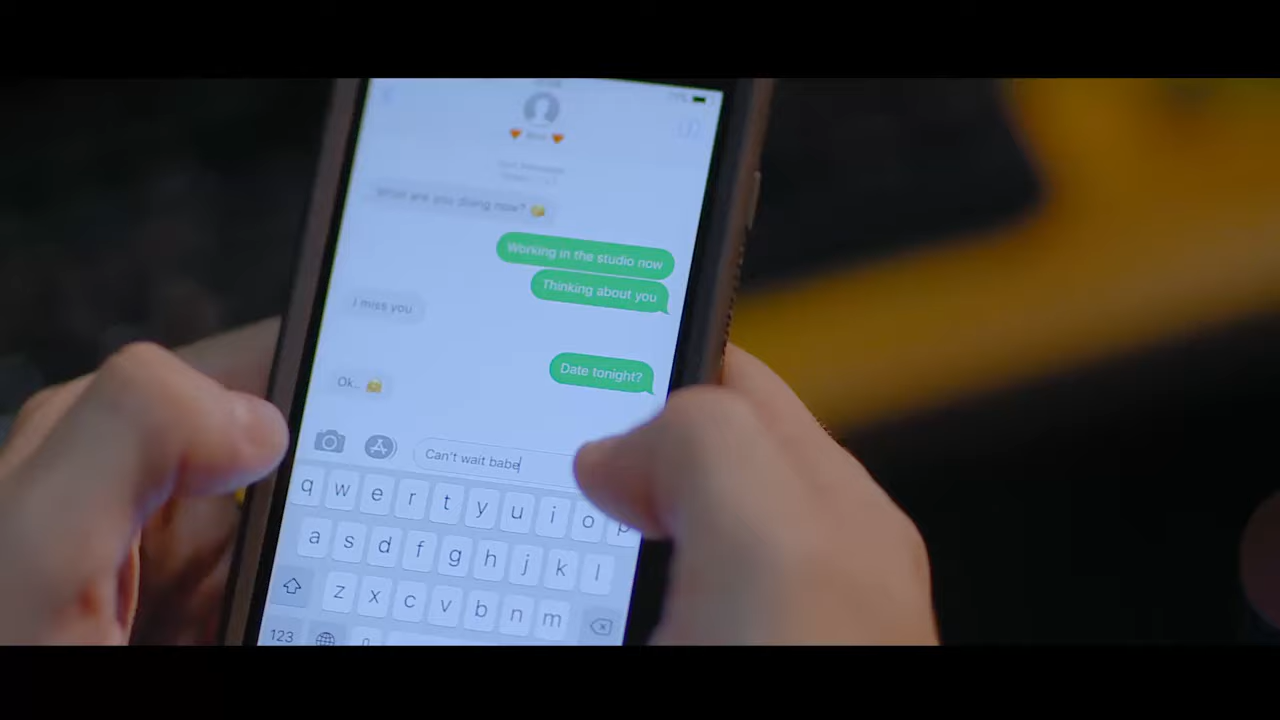 What are you doing now? 😘
Working in the studio now
Thinking about you
I miss you
Date tonight?
Ok..
Can't wait babe
q w e r t y u i o p
a s d f g h j k l
z x c v b n m
123